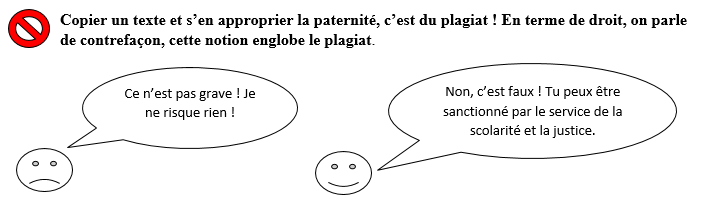 Copier un texte et s’en approprier la paternité, c’est du plagiat ! En terme de droit, on parle
de contrefaçon, cette notion englobe le plagiat.
Ce n’est pas grave ! Je
ne risque rien !
Non, c’est faux ! Tu peux être
sanctionné par le service de la
scolarité et la justice.